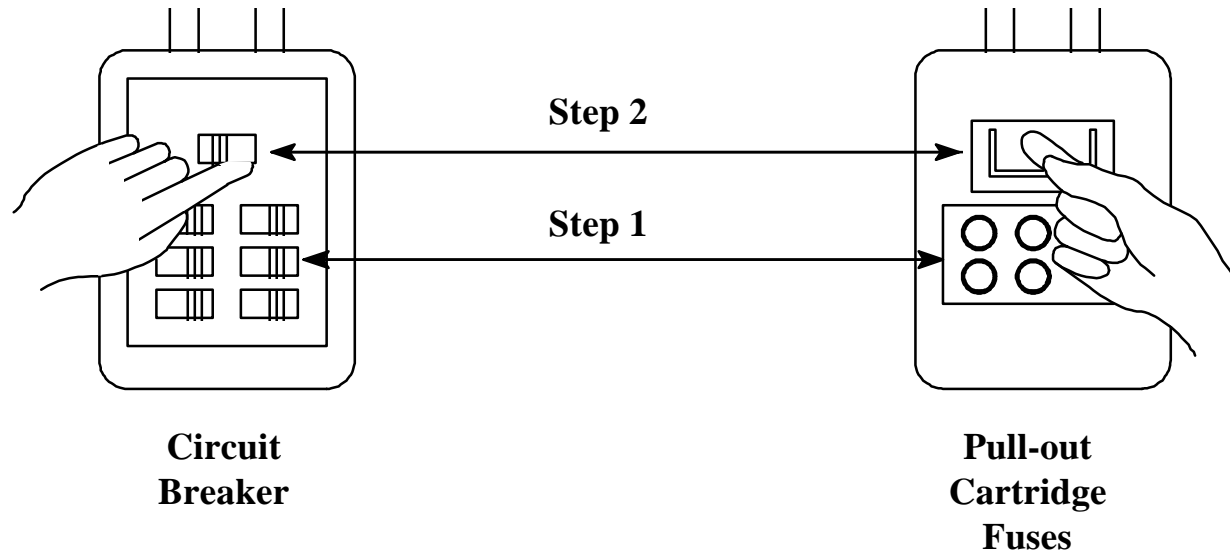 Step 2
Step 1
Circuit
Breaker
Pull-out
Cartridge
Fuses